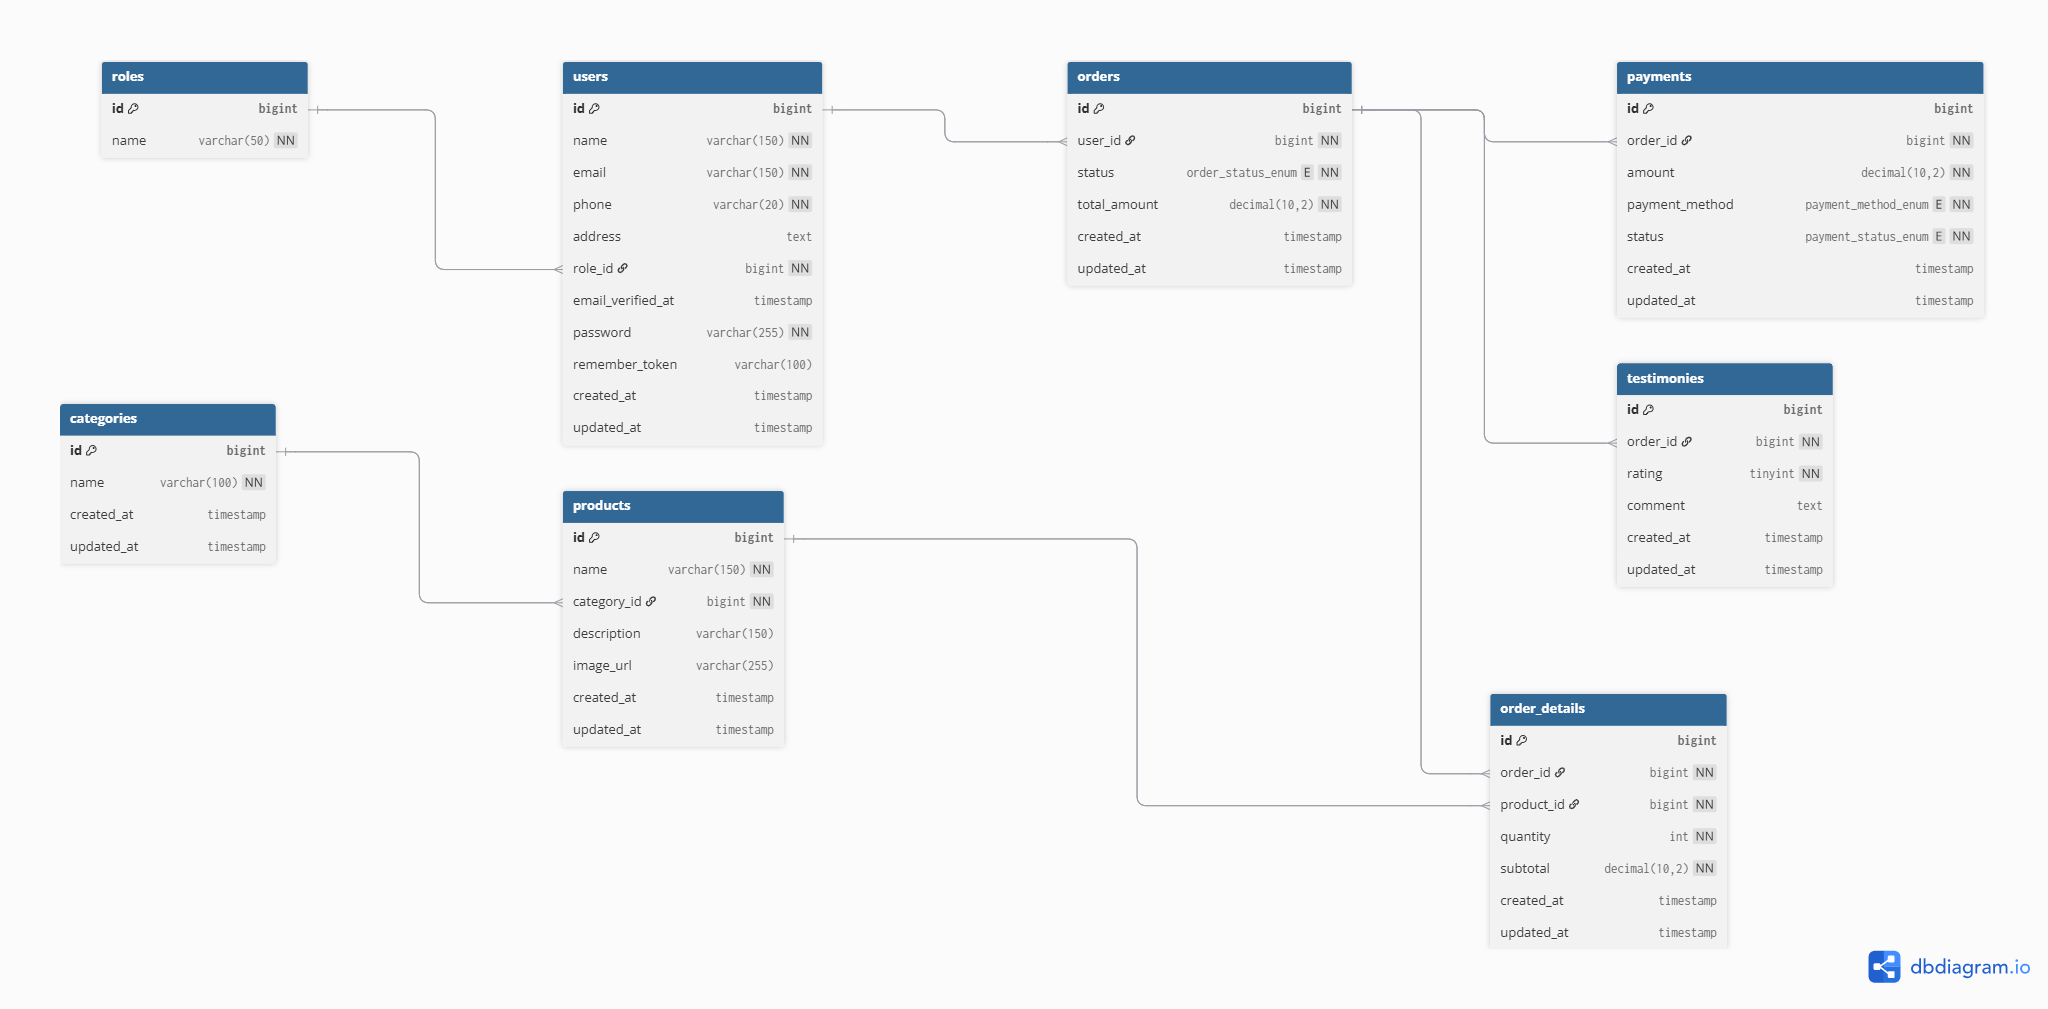 roles
id bigint
name varchar(50) NN
users
id bigint
name varchar(150) NN
email varchar(150) NN
phone varchar(20) NN
address text
role_id bigint NN
email_verified_at timestamp
password varchar(255) NN
remember_token varchar(100)
created_at timestamp
updated_at timestamp
orders
id bigint
user_id bigint NN
status order_status_enum E NN
total_amount decimal(10,2) NN
created_at timestamp
updated_at timestamp
payments
id bigint
order_id bigint NN
amount decimal(10,2) NN
payment_method payment_method_enum E NN
status payment_status_enum E NN
created_at timestamp
updated_at timestamp
testimonies
id bigint
order_id bigint NN
rating tinyint NN
comment text
created_at timestamp
updated_at timestamp
categories
id bigint
name varchar(100) NN
created_at timestamp
updated_at timestamp
products
id bigint
name varchar(150) NN
category_id bigint NN
description varchar(150)
image_url varchar(255)
created_at timestamp
updated_at timestamp
order_details
id bigint
order_id bigint NN
product_id bigint NN
quantity int NN
subtotal decimal(10,2) NN
created_at timestamp
updated_at timestamp
dbdiagram.io